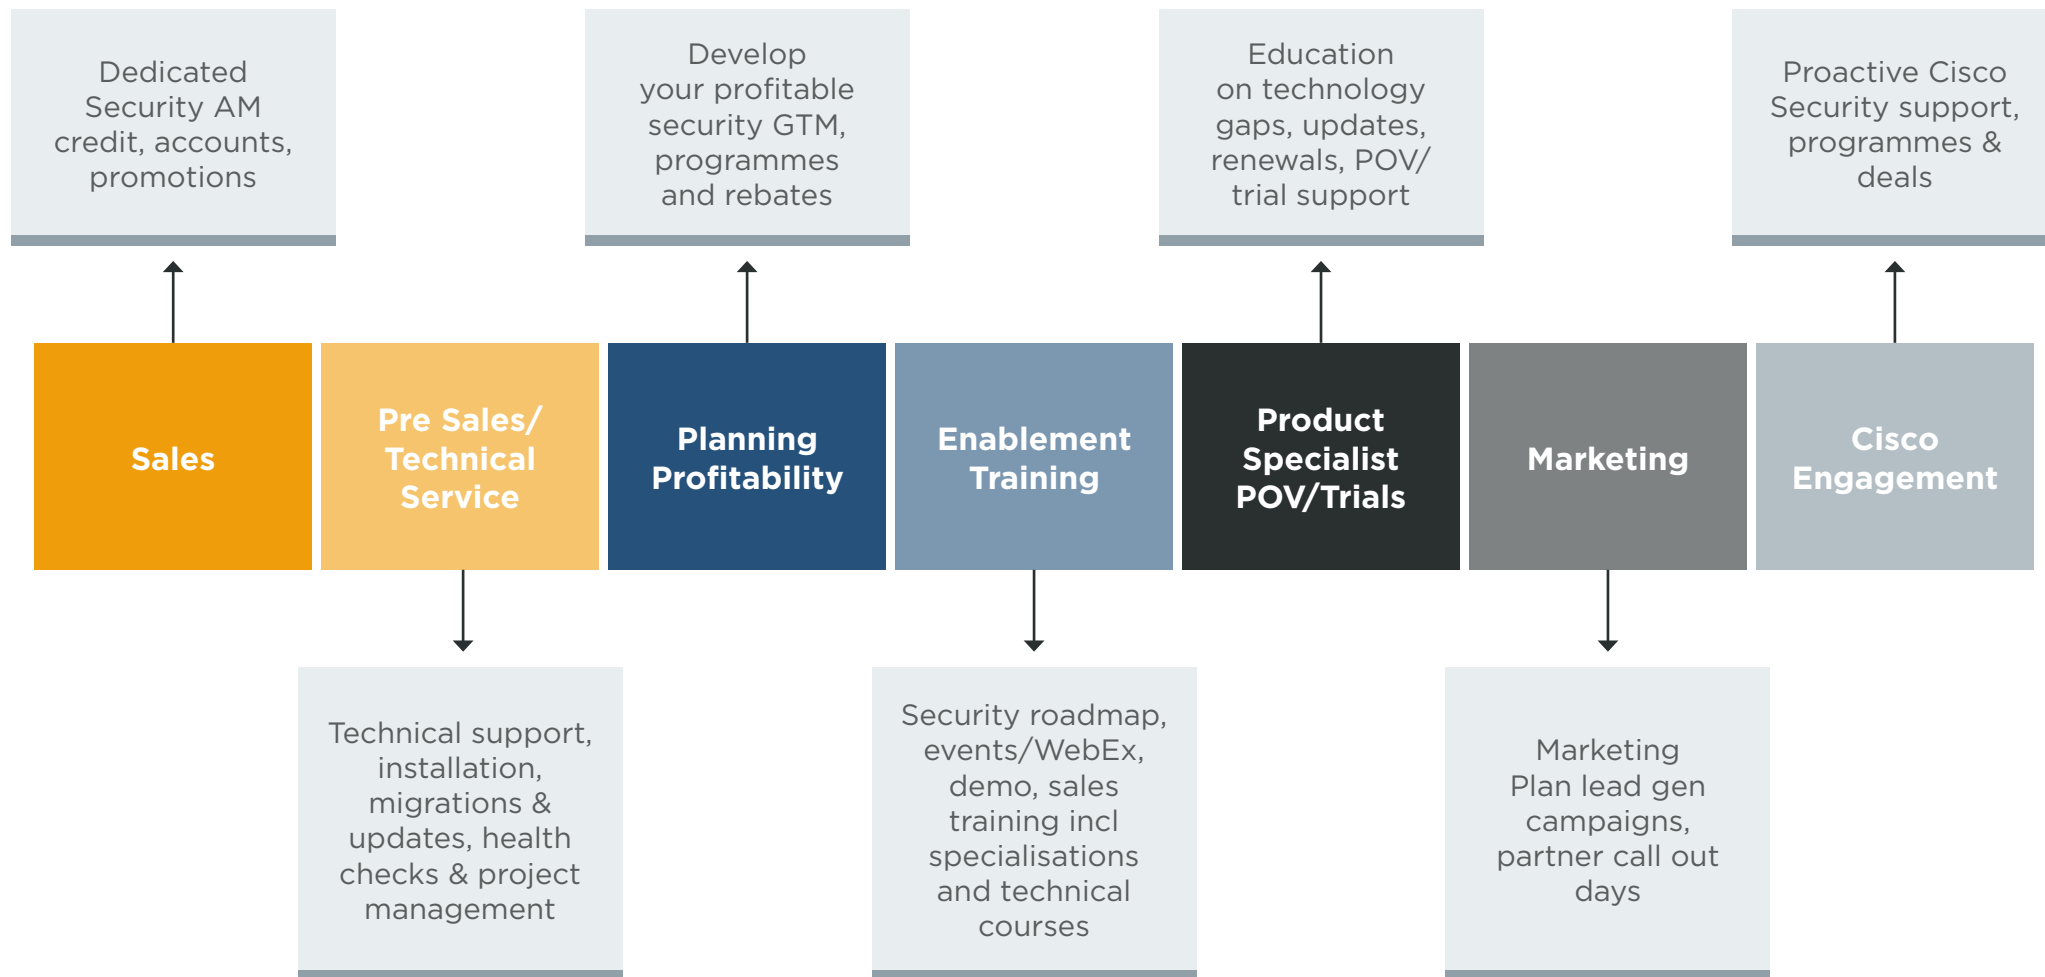 Dedicated
Security AM
credit, accounts,
promotions
Develop
your profitable
security GTM,
programmes
and rebates
Education
on technology
gaps, updates,
renewals, POV/
trial support
Proactive Cisco
Security support,
programmes &
deals
Sales
Pre Sales/
Technical
Service
Planning
Profitability
Enablement
Training
Product
Specialist
POV/Trials
Marketing
Cisco
Engagement
Technical support,
installation,
migrations &
updates, health
checks & project
management
Security roadmap,
events/WebEx,
demo, sales
training incl
specialisations
and technical
courses
Marketing
Plan lead gen
campaigns,
partner call out
days